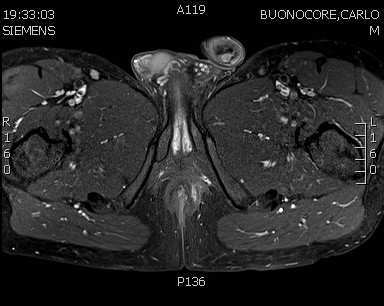 A119
19:33:03
BUONOCORE,CARLO
SIEMENS
M
R
1
6
0
L
1
6
0
P136